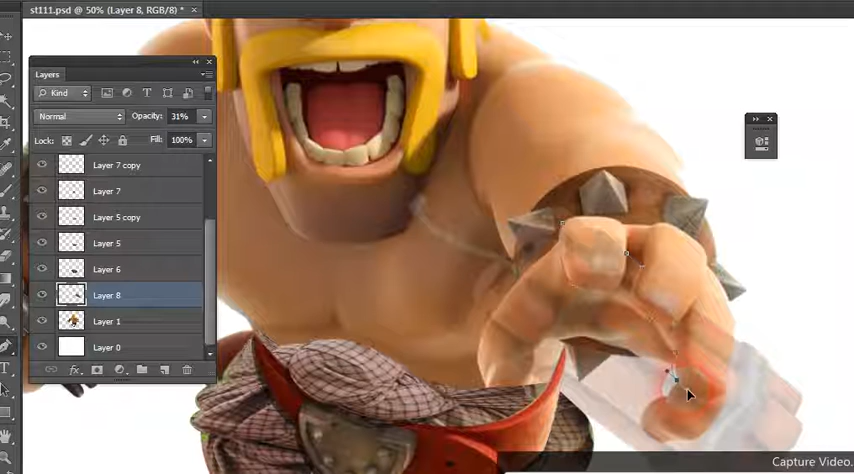 st111.psd @ 50% (Layer 8, RGB/8) *
Layers
Kind
Normal Opacity: 31%
Lock: Fill: 100%
Layer 7 copy
Layer 7
Layer 5 copy
Layer 5
Layer 6
Layer 8
Layer 1
Layer 0
fx
Capture Video.